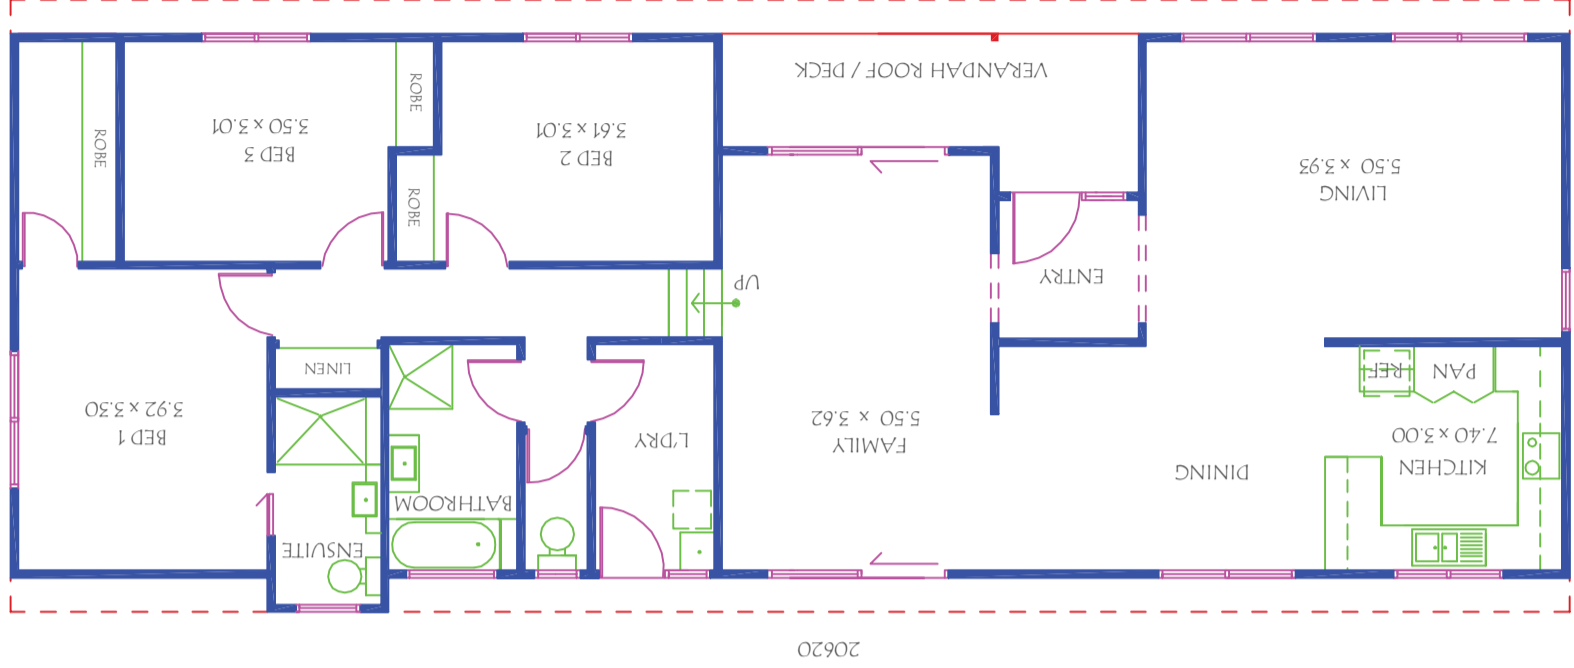 20620
KITCHEN
7.40 x 3.00
DINING
PAN
REF
FAMILY
5.50 x 3.62
L'DRY
BATHROOM
ENSUITE
BED 1
3.92 x 3.30
LINEN
LIVING
5.50 x 3.93
ENTRY
UP
VERANDAH ROOF / DECK
BED 2
3.61 x 3.01
ROBE
ROBE
BED 3
3.50 x 3.01
ROBE